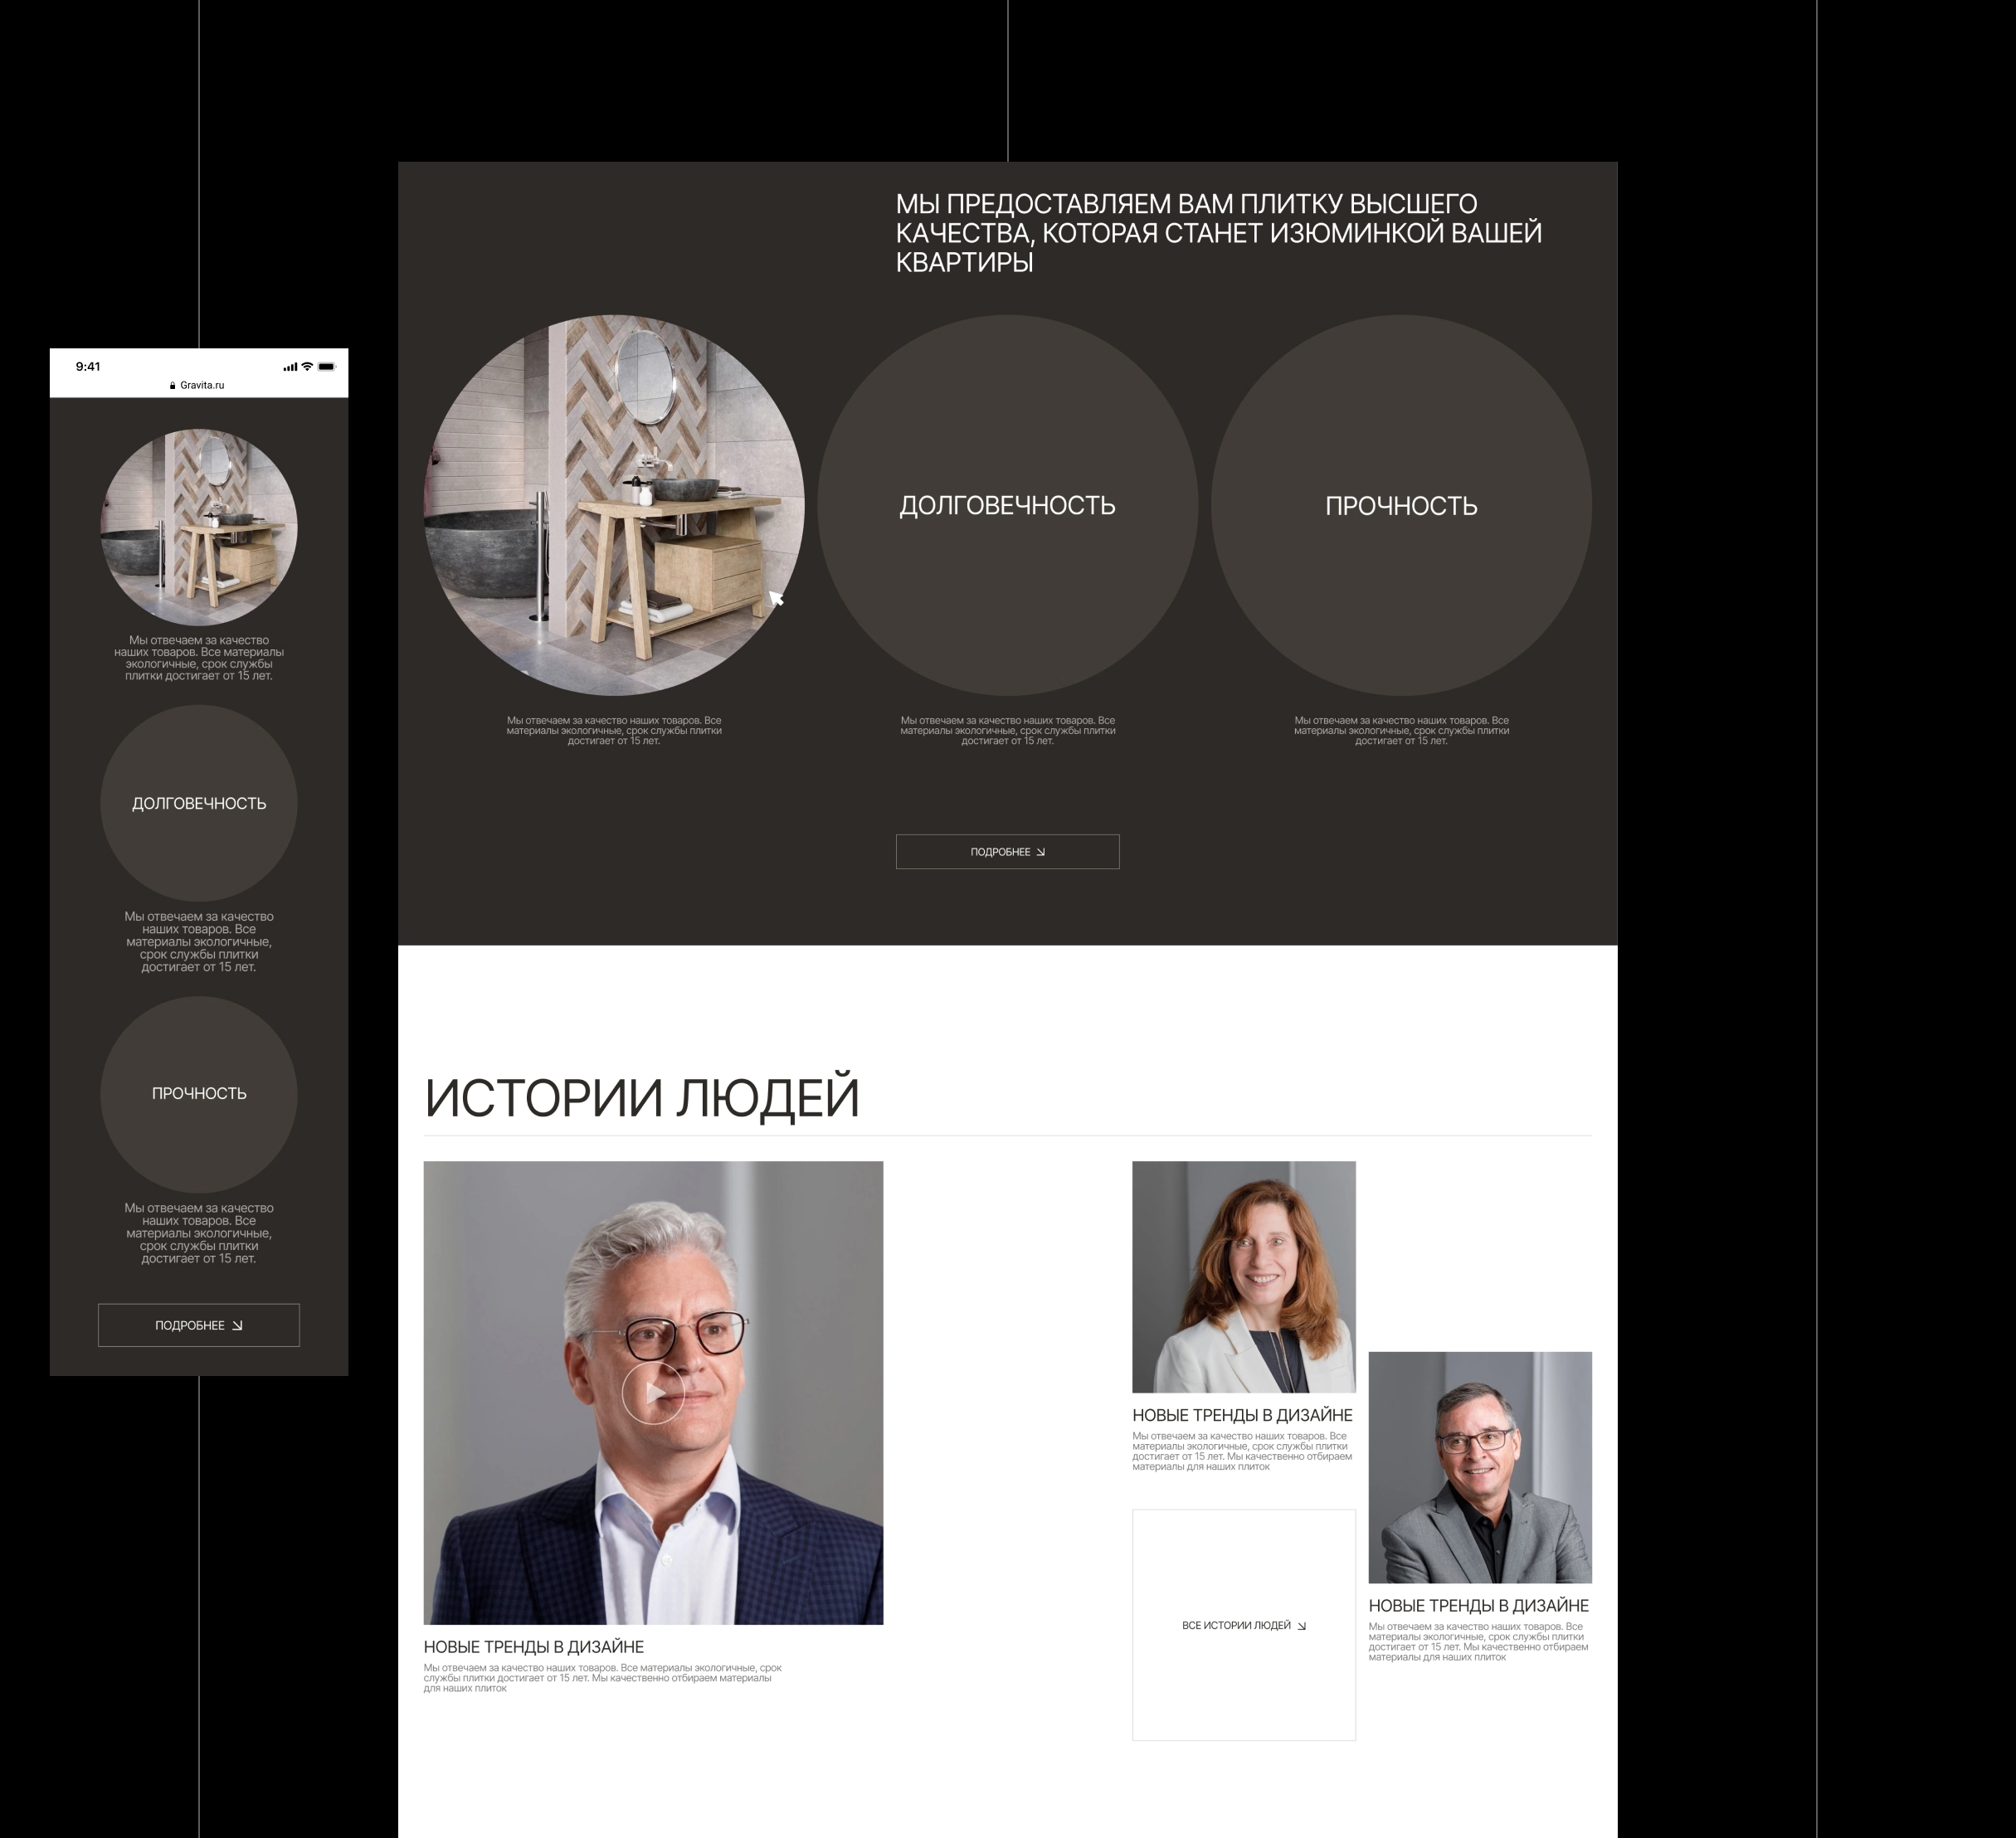 9:41
Gravita.ru
Мы отвечаем за качество
наших товаров. Все материалы
экологичные, срок службы
плитки достигает от 15 лет.
ДОЛГОВЕЧНОСТЬ
Мы отвечаем за качество
наших товаров. Все
материалы экологичные,
срок службы плитки
достигает от 15 лет.
ПРОЧНОСТЬ
Мы отвечаем за качество
наших товаров. Все
материалы экологичные,
срок службы плитки
достигает от 15 лет.
ПОДРОБНЕЕ
МЫ ПРЕДОСТАВЛЯЕМ ВАМ ПЛИТКУ ВЫСШЕГО
КАЧЕСТВА, КОТОРАЯ СТАНЕТ ИЗЮМИНКОЙ ВАШЕЙ
КВАРТИРЫ
ДОЛГОВЕЧНОСТЬ
ПРОЧНОСТЬ
Мы отвечаем за качество наших товаров. Все
материалы экологичные, срок службы плитки
достигает от 15 лет.
Мы отвечаем за качество наших товаров. Все
материалы экологичные, срок службы плитки
достигает от 15 лет.
Мы отвечаем за качество наших товаров. Все
материалы экологичные, срок службы плитки
достигает от 15 лет.
ПОДРОБНЕЕ
ИСТОРИИ ЛЮДЕЙ
НОВЫЕ ТРЕНДЫ В ДИЗАЙНЕ
Мы отвечаем за качество наших товаров. Все материалы экологичные, срок
службы плитки достигает от 15 лет. Мы качественно отбираем материалы
для наших плиток
НОВЫЕ ТРЕНДЫ В ДИЗАЙНЕ
Мы отвечаем за качество наших товаров. Все
материалы экологичные, срок службы плитки
достигает от 15 лет. Мы качественно отбираем
материалы для наших плиток
ВСЕ ИСТОРИИ ЛЮДЕЙ
НОВЫЕ ТРЕНДЫ В ДИЗАЙНЕ
Мы отвечаем за качество наших товаров. Все
материалы экологичные, срок службы плитки
достигает от 15 лет. Мы качественно отбираем
материалы для наших плиток